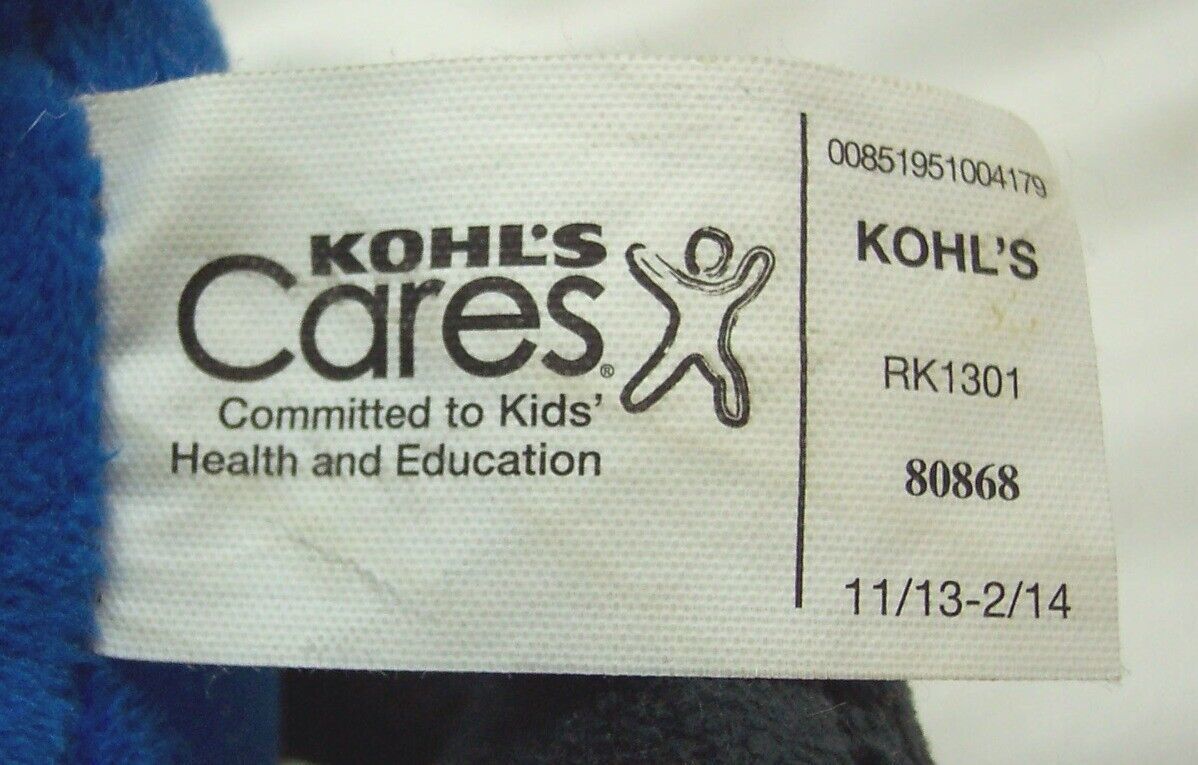 KOHL'S
Cares®
Committed to Kids'
Health and Education
00851951004179
KOHL'S
RK1301
80868
11/13-2/14